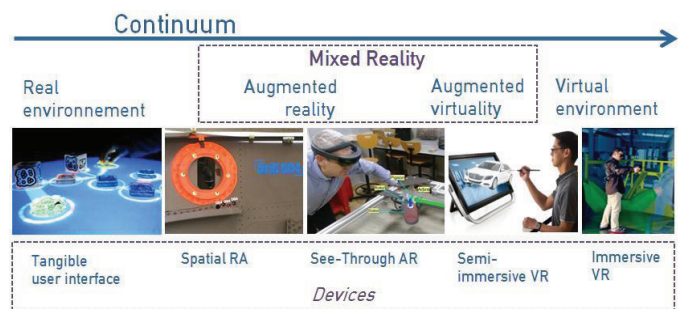 Continuum
Mixed Reality
Real
environnement
Augmented
reality
Augmented
virtuality
Virtual
environment
Tangible
user interface
Spatial RA
See-Through AR
Semi-
immersive VR
Immersive
VR
Devices